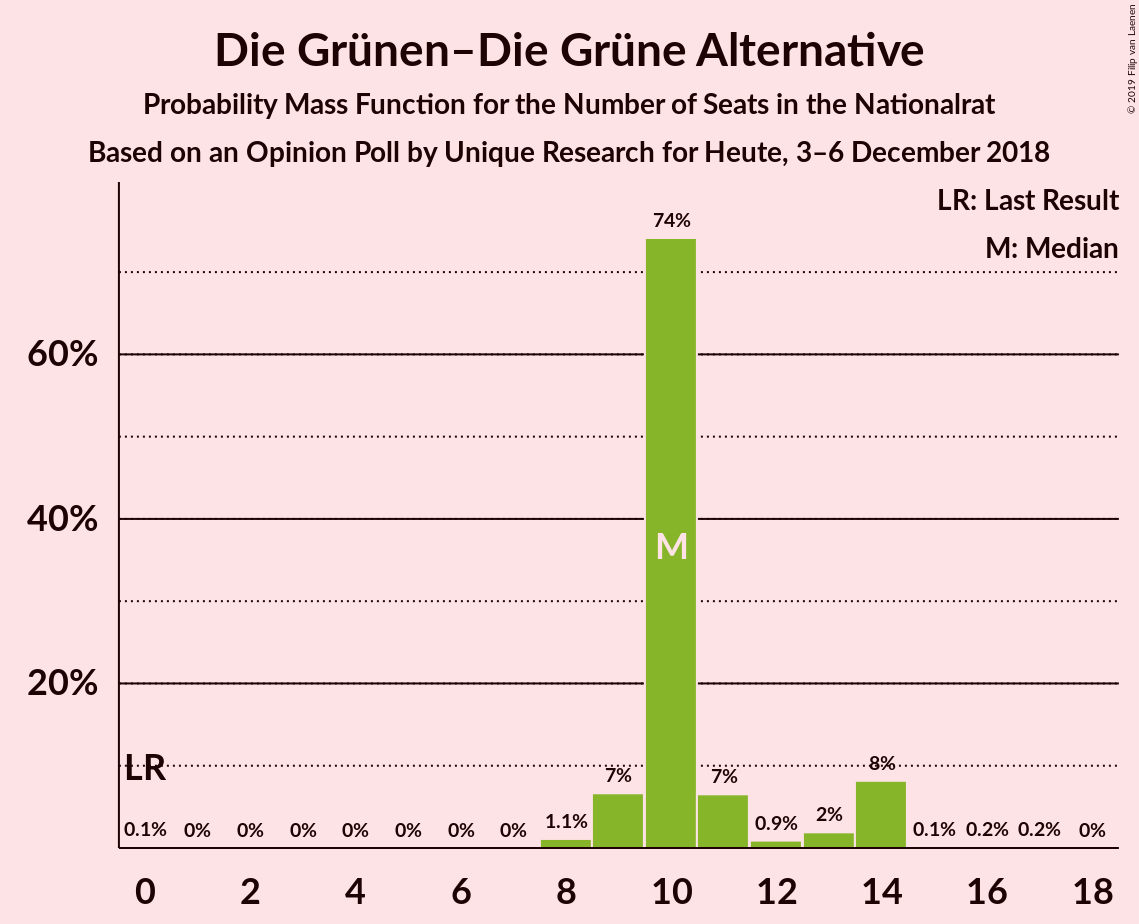 Die Grünen–Die Grüne Alternative
Probability Mass Function for the Number of Seats in the Nationalrat
Based on an Opinion Poll by Unique Research for Heute, 3–6 December 2018
© 2019 Filip van Laenen
LR: Last Result
M: Median
74%
60%
40%
M
20%
LR
0.1% 0% 0% 0% 0% 0% 0% 0% 1.1% 7% 7% 0.9% 2% 8% 0.1% 0.2% 0.2% 0%
0 2 4 6 8 10 12 14 16 18